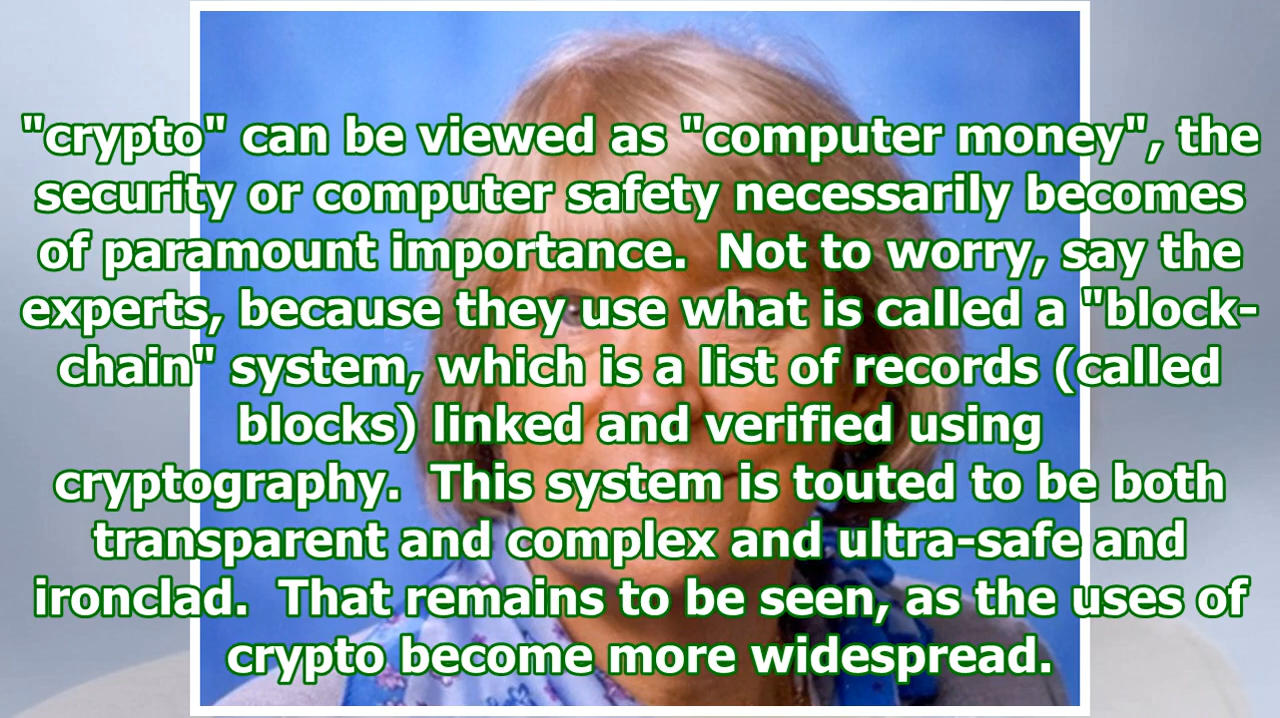 "crypto" can be viewed as "computer money", the
security or computer safety necessarily becomes
of paramount importance.  Not to worry, say the
experts, because they use what is called a "block-
chain" system, which is a list of records (called
blocks) linked and verified using
cryptography.  This system is touted to be both
transparent and complex and ultra-safe and
ironclad.  That remains to be seen, as the uses of
crypto become more widespread.